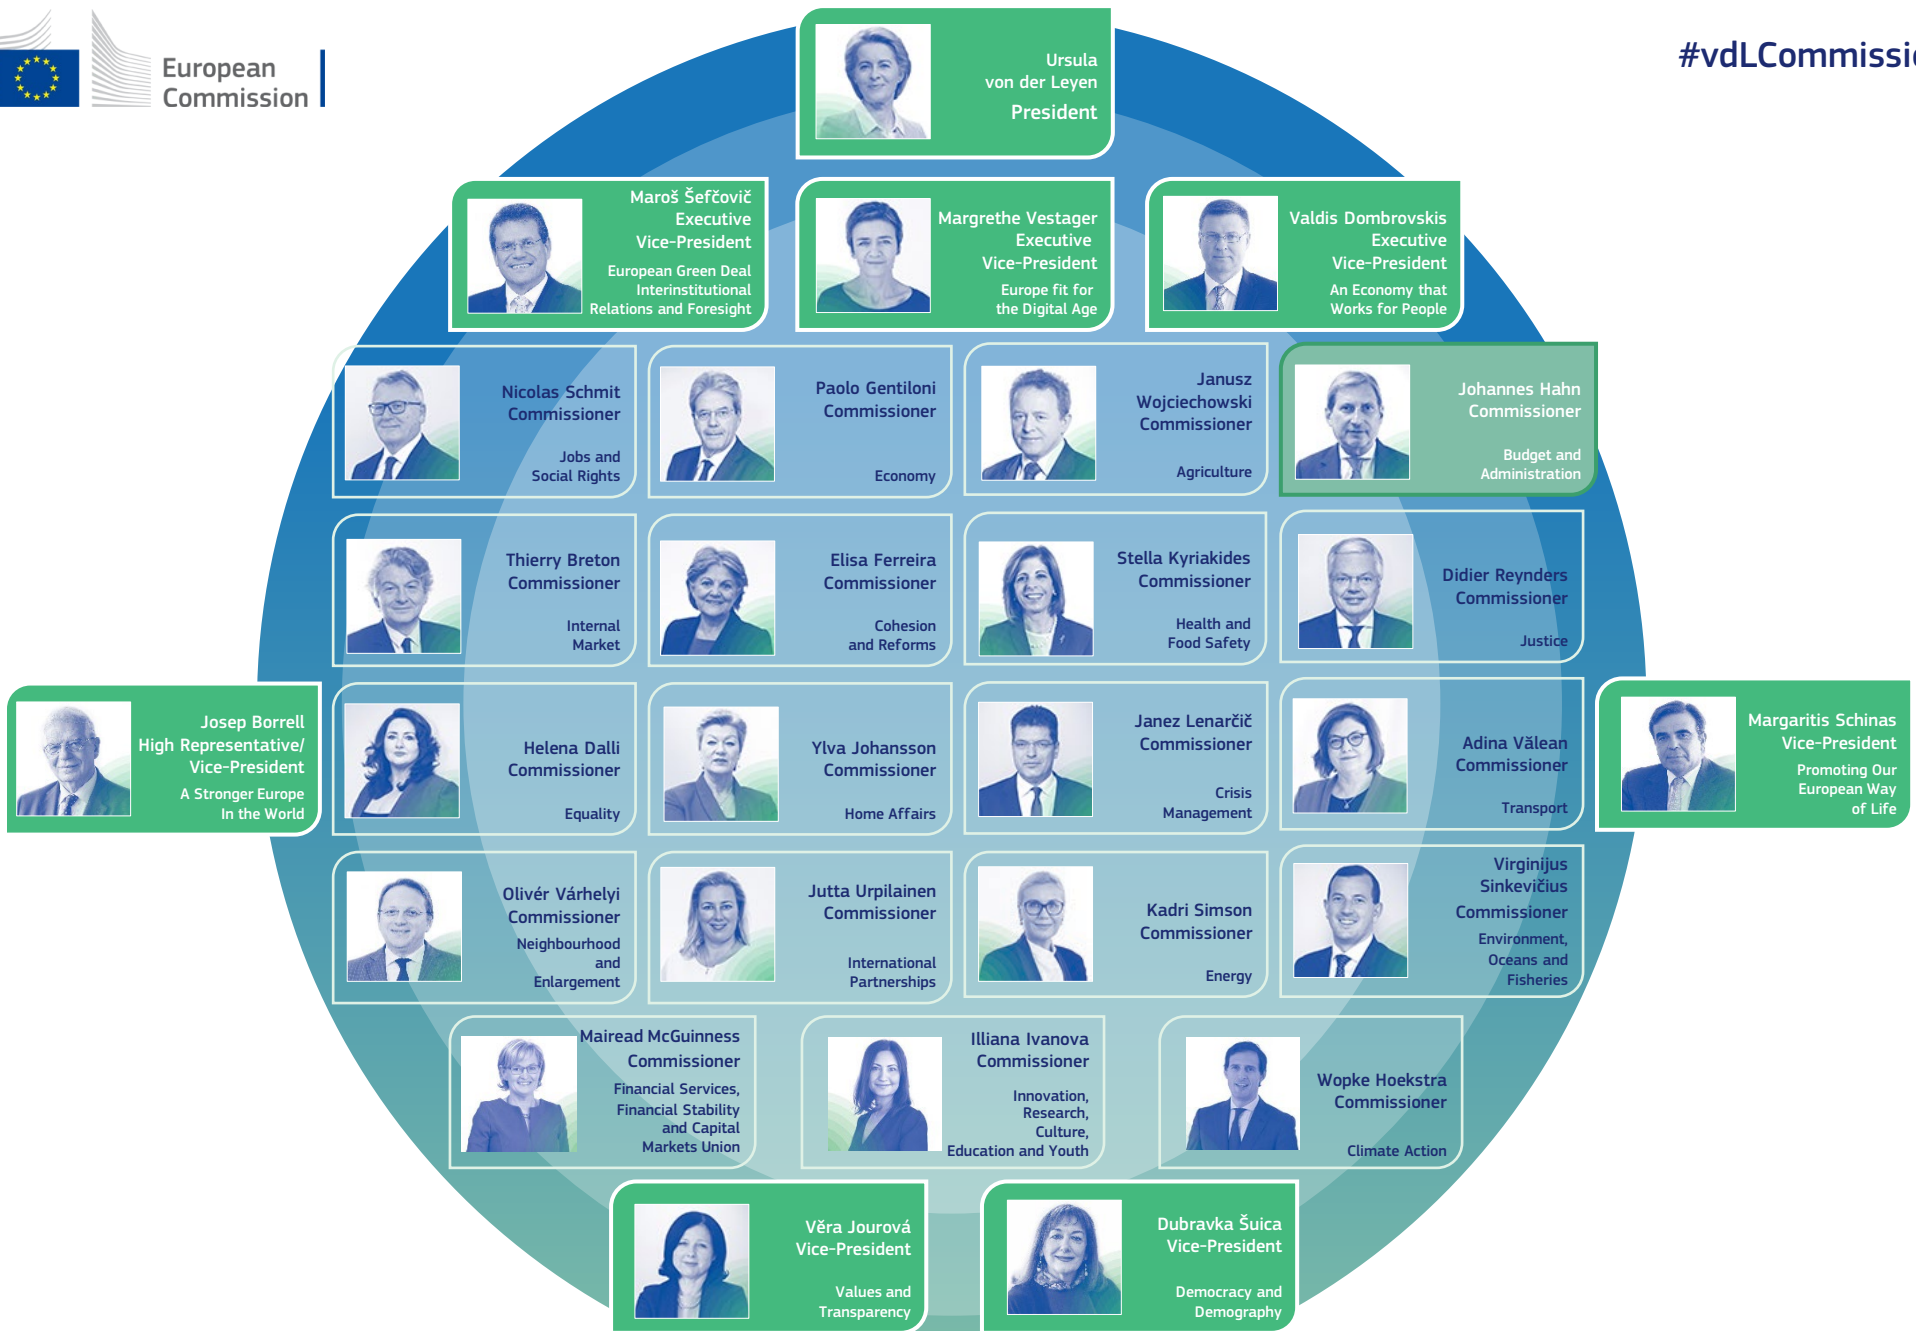 European
Commission
#vdLCommissi
Ursula
von der Leyen
President
Maroš Šefčovič
Executive
Vice-President
European Green Deal
Interinstitutional
Relations and Foresight
Margrethe Vestager
Executive
Vice-President
Europe fit for
the Digital Age
Valdis Dombrovskis
Executive
Vice-President
An Economy that
Works for People
Nicolas Schmit
Commissioner
Jobs and
Social Rights
Paolo Gentiloni
Commissioner
Economy
Janusz
Wojciechowski
Commissioner
Agriculture
Johannes Hahn
Commissioner
Budget and
Administration
Thierry Breton
Commissioner
Internal
Market
Elisa Ferreira
Commissioner
Cohesion
and Reforms
Stella Kyriakides
Commissioner
Health and
Food Safety
Didier Reynders
Commissioner
Justice
Josep Borrell
High Representative/
Vice-President
A Stronger Europe
In the World
Helena Dalli
Commissioner
Equality
Ylva Johansson
Commissioner
Home Affairs
Janez Lenarčič
Commissioner
Crisis
Management
Adina Vălean
Commissioner
Transport
Margaritis Schinas
Vice-President
Promoting Our
European Way
of Life
Olivér Várhelyi
Commissioner
Neighbourhood
and
Enlargement
Jutta Urpilainen
Commissioner
International
Partnerships
Kadri Simson
Commissioner
Energy
Virginijus
Sinkevičius
Commissioner
Environment,
Oceans and
Fisheries
Mairead McGuinness
Commissioner
Financial Services,
Financial Stability
and Capital
Markets Union
Illiana Ivanova
Commissioner
Innovation,
Research,
Culture,
Education and Youth
Wopke Hoekstra
Commissioner
Climate Action
Věra Jourová
Vice-President
Values and
Transparency
Dubravka Šuica
Vice-President
Democracy and
Demography